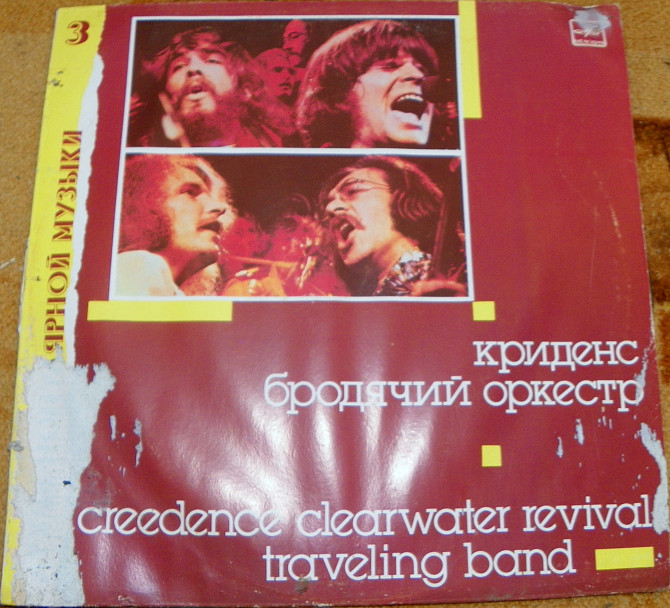 3
ЯРНОЙ МУЗЫКИ
криденс
бродячий оркестр
creedence clearwater revival
traveling band